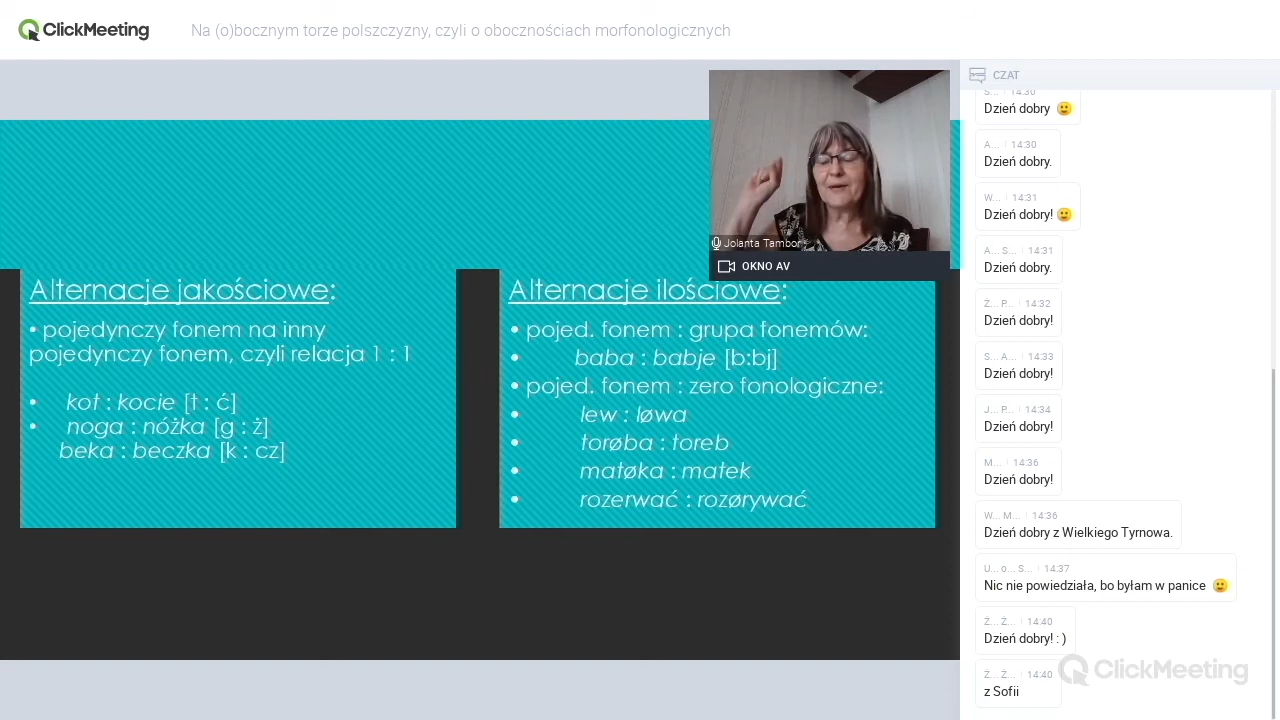 ClickMeeting
Na (o)bocznym torze polszczyzny, czyli o obocznościach morfonologicznych
Alternacje jakościowe:
• pojedynczy fonem na inny
pojedynczy fonem, czyli relacja 1 : 1
• kot : kocie [t : ć]
• noga : nóżka [g : ż]
beka : beczka [k : cz]
Alternacje ilościowe:
• pojed. fonem : grupa fonemów:
• baba : babje [b:bj]
• pojed. fonem : zero fonologiczne:
• lew : løwa
• torøba : toreb
• matøka : matek
• rozerwać : rozørywać
Jolanta Tambor
OKNO AV
CZAT
S... 14:30
Dzień dobry 🙂
A... 14:30
Dzień dobry.
W... 14:31
Dzień dobry! 🙂
A... S... 14:31
Dzień dobry.
Ż... P... 14:32
Dzień dobry!
S... A... 14:33
Dzień dobry!
J... P... 14:34
Dzień dobry!
M... 14:36
Dzień dobry!
W... M... 14:36
Dzień dobry z Wielkiego Tyrnowa.
U... o... S... 14:37
Nic nie powiedziała, bo byłam w panice 🙂
Ż... Ż... 14:40
Dzień dobry! : )
Ż... Ż... 14:40
z Sofii
ClickMeeting